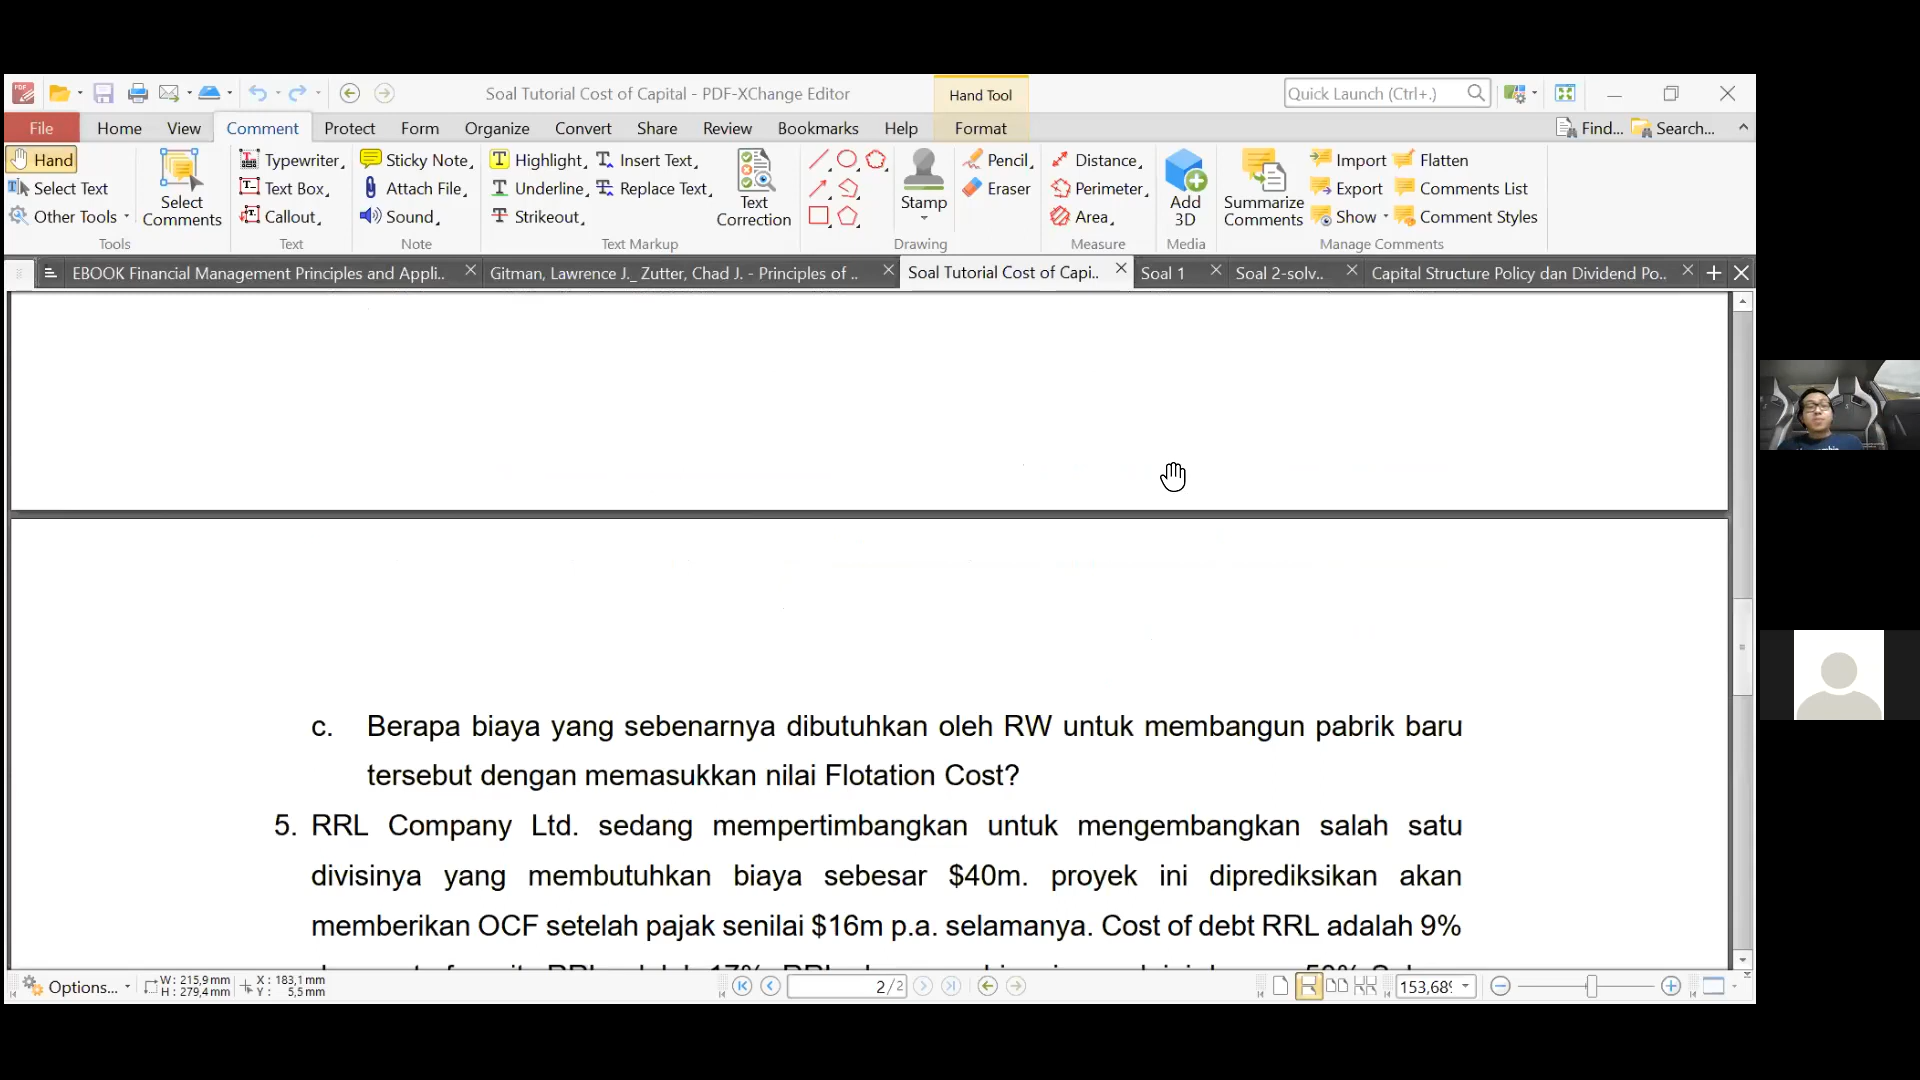 Soal Tutorial Cost of Capital - PDF-XChange Editor
Hand Tool
Quick Launch (Ctrl+.)
File Home View Comment Protect Form Organize Convert Share Review Bookmarks Help Format
Find... Search...
Hand
Select Text
Other Tools
Tools
Select Comments
Typewriter
Text Box
Callout
Text
Sticky Note
Attach File
Sound
Note
Highlight
Underline
Strikeout
Insert Text
Replace Text
Text Correction
Text Markup
Stamp
Drawing
Pencil
Eraser
Distance
Perimeter
Area
Measure
Add 3D
Media
Summarize Comments
Import
Export
Show
Flatten
Comments List
Comment Styles
Manage Comments
EBOOK Financial Management Principles and Appli..
Gitman, Lawrence J._ Zutter, Chad J. - Principles of ..
Soal Tutorial Cost of Capi..
Soal 1
Soal 2-solv..
Capital Structure Policy dan Dividend Po..
c. Berapa biaya yang sebenarnya dibutuhkan oleh RW untuk membangun pabrik baru
tersebut dengan memasukkan nilai Flotation Cost?
5. RRL Company Ltd. sedang mempertimbangkan untuk mengembangkan salah satu
divisinya yang membutuhkan biaya sebesar $40m. proyek ini diprediksikan akan
memberikan OCF setelah pajak senilai $16m p.a. selamanya. Cost of debt RRL adalah 9%
Options...
W: 215,9mm
H: 279,4mm
X: 183,1mm
Y: 5,5mm
2/2
153,68